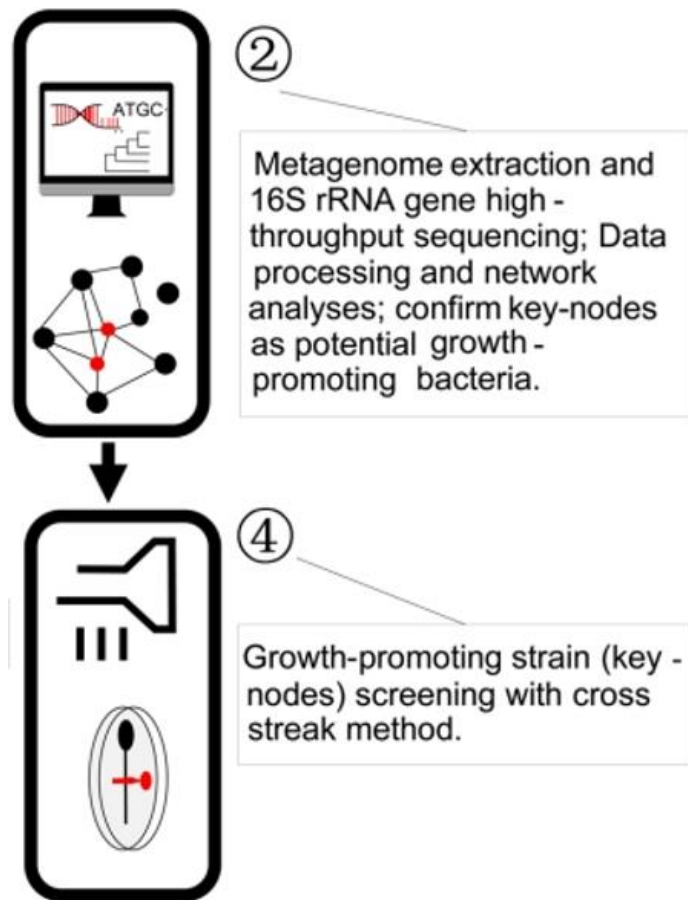 ②
ATGC
Metagenome extraction and
16S rRNA gene high -
throughput sequencing; Data
processing and network
analyses; confirm key-nodes
as potential growth -
promoting bacteria.
④
Growth-promoting strain (key -
nodes) screening with cross
streak method.